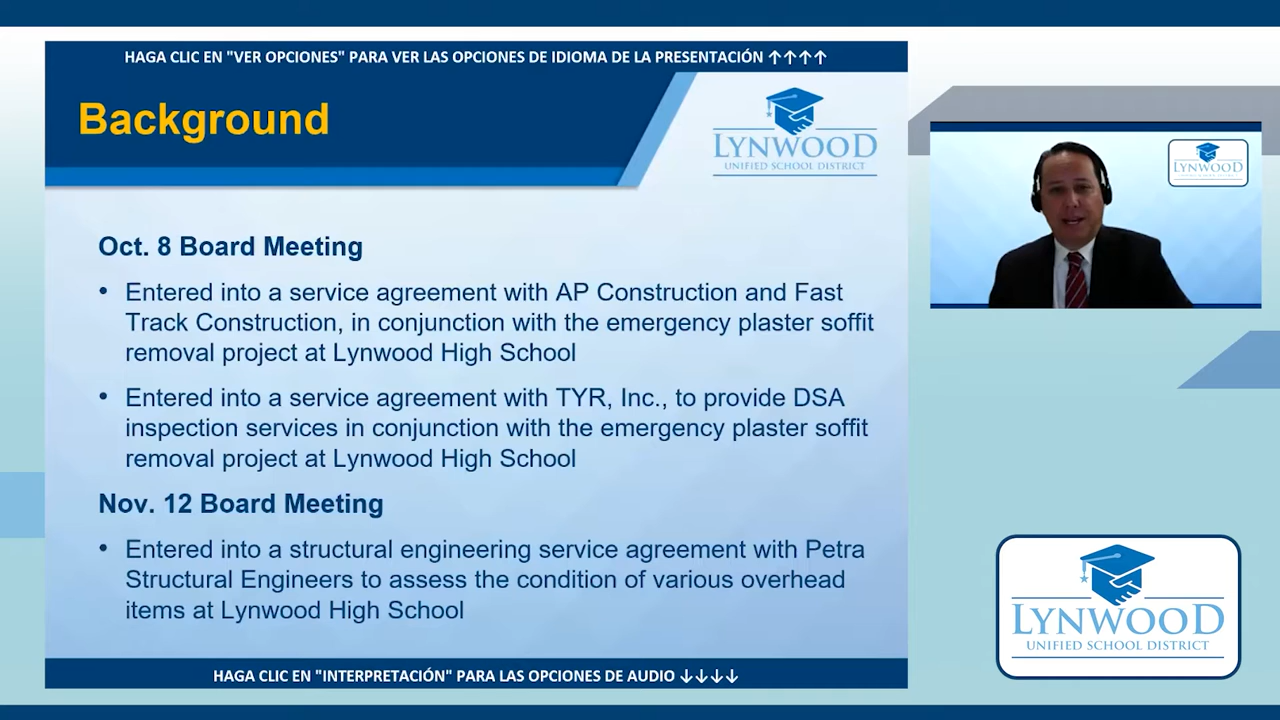 HAGA CLIC EN "VER OPCIONES" PARA VER LAS OPCIONES DE IDIOMA DE LA PRESENTACIÓN ↑↑↑↑
Background
LYNWOOD
UNIFIED SCHOOL DISTRICT
Oct. 8 Board Meeting
• Entered into a service agreement with AP Construction and Fast
Track Construction, in conjunction with the emergency plaster soffit
removal project at Lynwood High School
• Entered into a service agreement with TYR, Inc., to provide DSA
inspection services in conjunction with the emergency plaster soffit
removal project at Lynwood High School
Nov. 12 Board Meeting
• Entered into a structural engineering service agreement with Petra
Structural Engineers to assess the condition of various overhead
items at Lynwood High School
HAGA CLIC EN "INTERPRETACIÓN" PARA LAS OPCIONES DE AUDIO ↓↓↓↓
LYNWOOD
LYNWOOD
UNIFIED SCHOOL DISTRICT